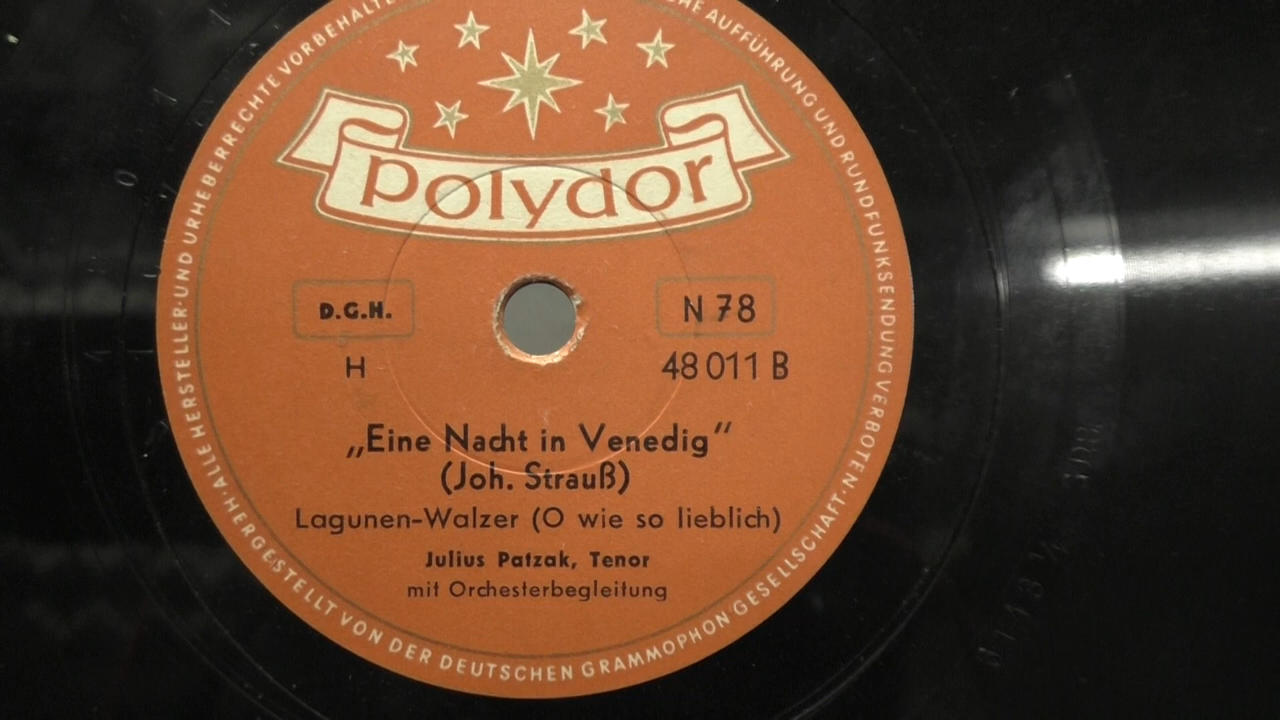 polydor
D.G.H.
N 78
H
48 011 B
„Eine Nacht in Venedig“
(Joh. Strauß)
Lagunen-Walzer (O wie so lieblich)
Julius Patzak, Tenor
mit Orchesterbegleitung
ALLE HERSTELLER-UND URHEBERRECHTE VORBEHALTE
AUFFÜHRUNG UND RUNDFUNKSENDUNG VERBOTEN·
HERGESTELLT VON DER DEUTSCHEN GRAMMOPHON GESELLSCHAFT·